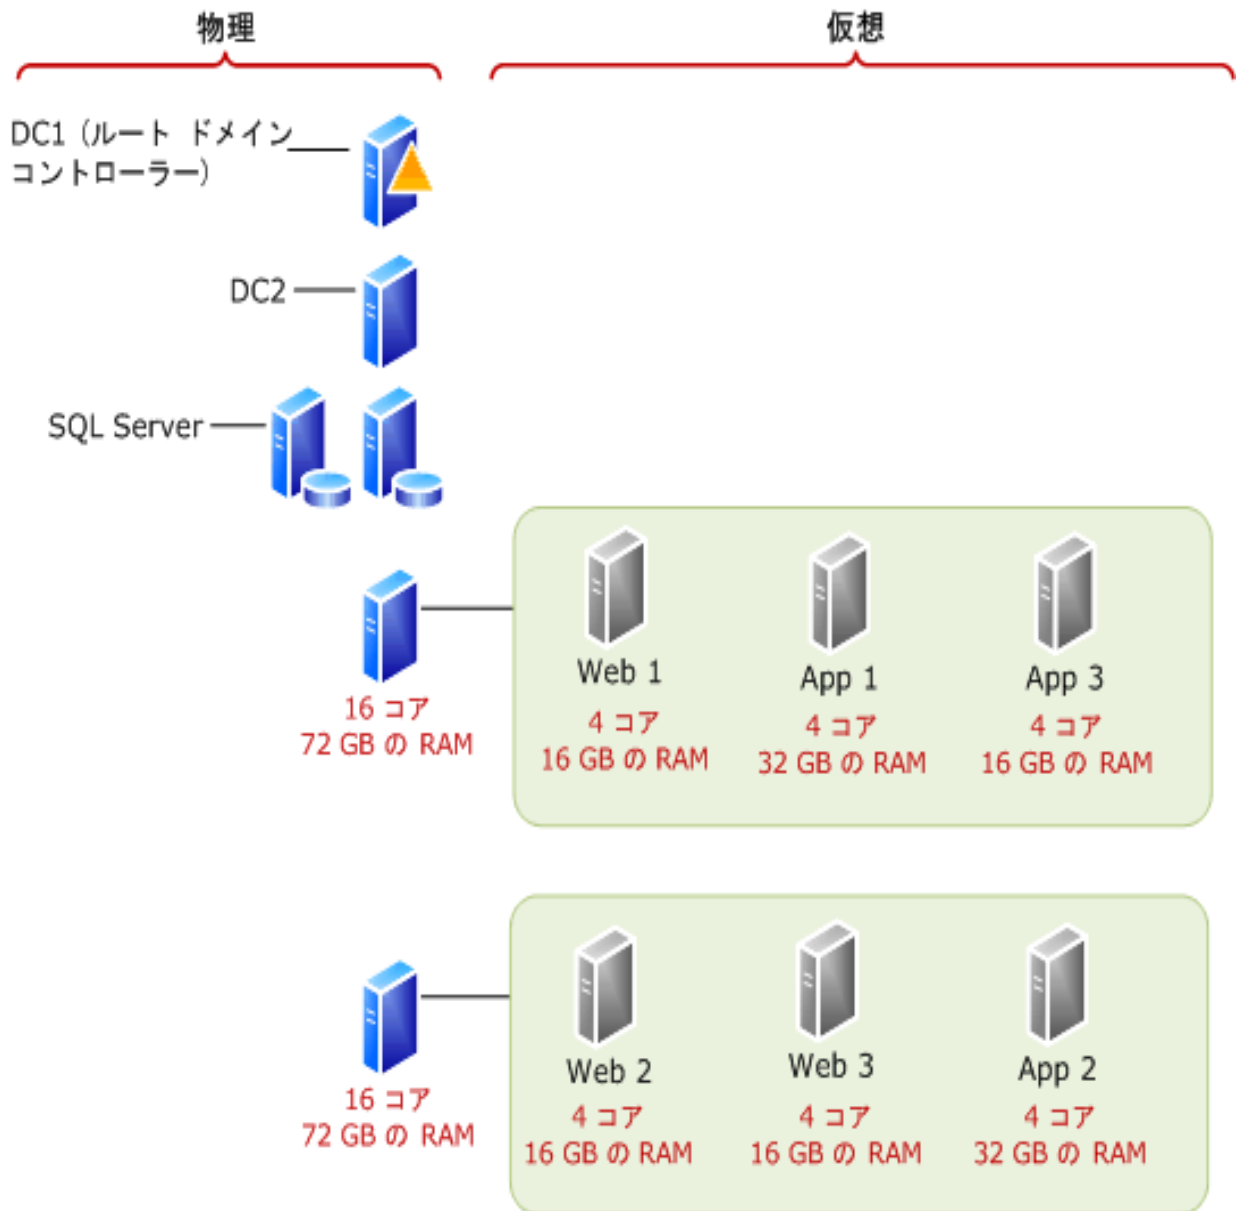 物理
仮想
DC1（ルート ドメイン
コントローラー）
DC2
SQL Server
16 コア
72 GB の RAM
Web 1
4 コア
16 GB の RAM
App 1
4 コア
32 GB の RAM
App 3
4 コア
16 GB の RAM
16 コア
72 GB の RAM
Web 2
4 コア
16 GB の RAM
Web 3
4 コア
16 GB の RAM
App 2
4 コア
32 GB の RAM